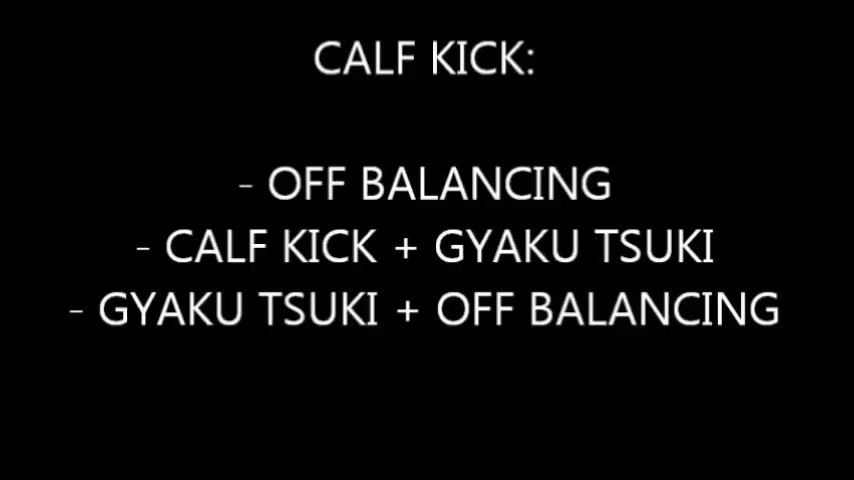 CALF KICK:
- OFF BALANCING
- CALF KICK + GYAKU TSUKI
- GYAKU TSUKI + OFF BALANCING